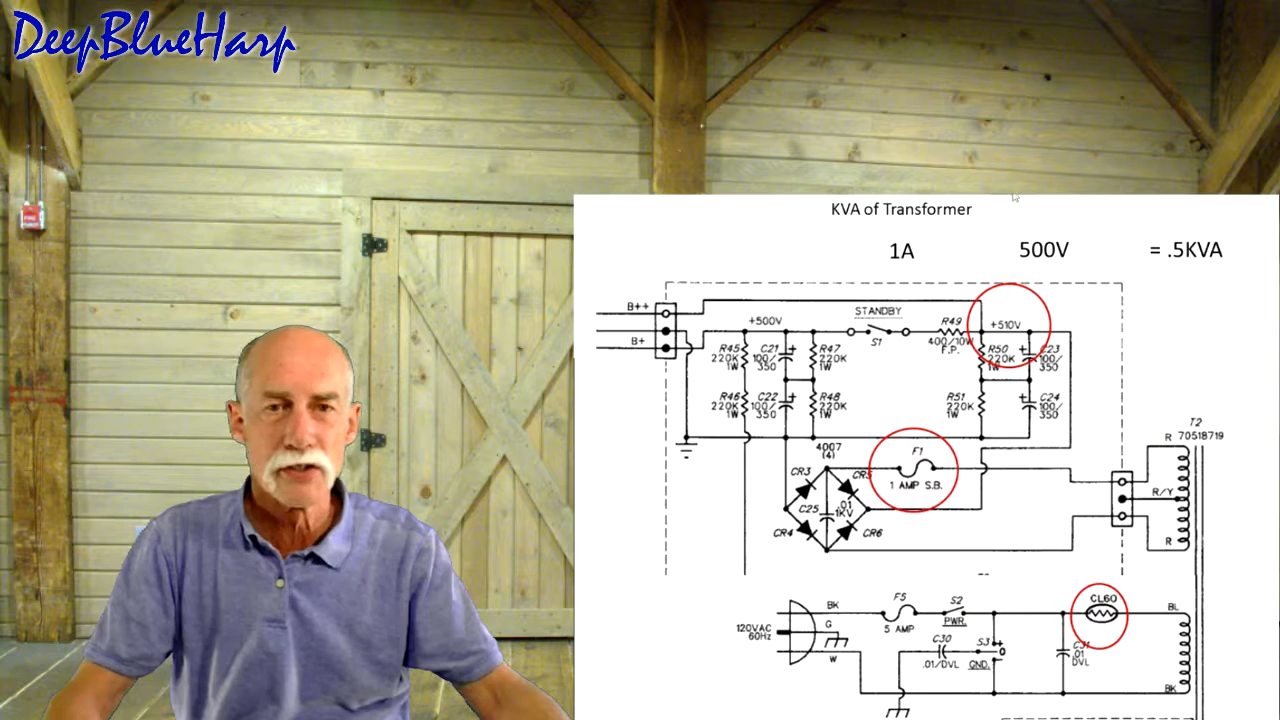 DeepBlueHarp
KVA of Transformer
1A 500V = .5KVA
B++
B+
+500V
STANDBY
S1
R49
400/10W
F.P.
+510V
R45
220K
1W
C21
100/
350
R47
220K
1W
R50
220K
1W
C23
100/
350
R46
220K
1W
C22
100/
350
R48
220K
1W
R51
220K
1W
C24
100/
350
4007
(4)
F1
1 AMP S.B.
CR3
CR5
C25
.01
1KV
CR4
CR6
T2
70518719
R
R/Y
R
120VAC
60Hz
BK
G
W
F5
5 AMP
S2
PWR.
C30
.01/DVL
S3
GND.
C31
.01
DVL
CL60
BL
BK